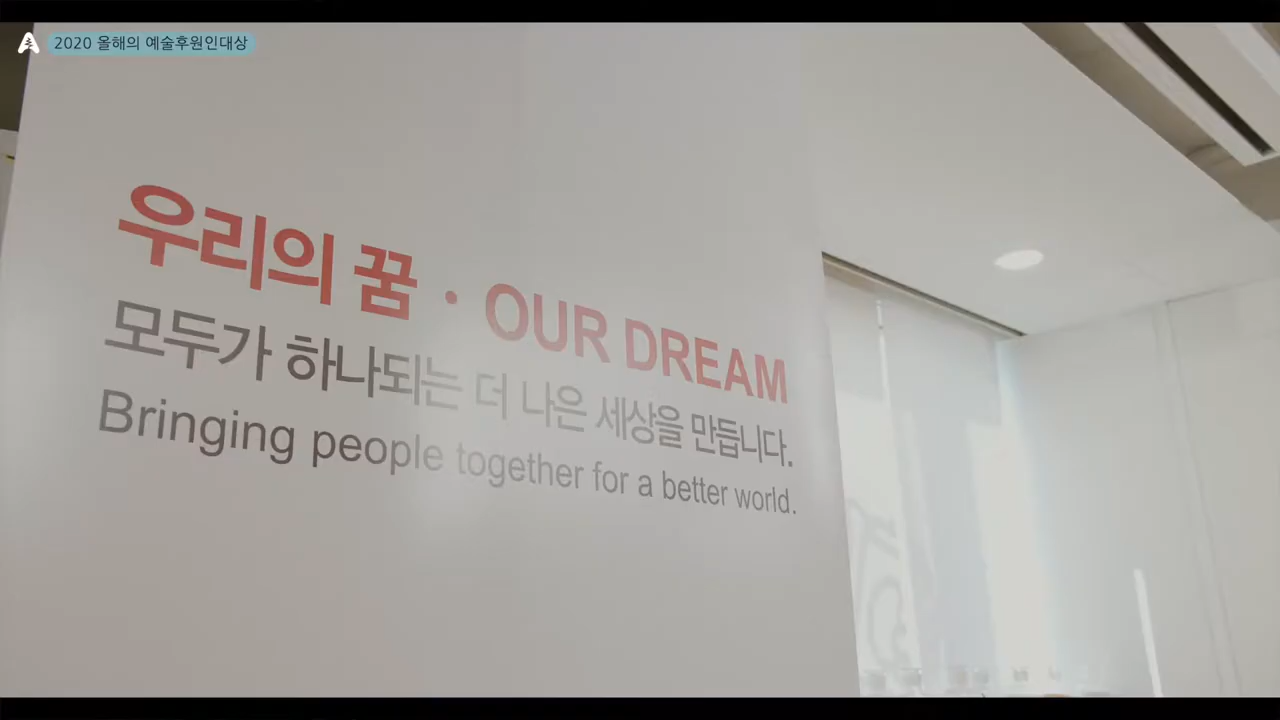 2020 올해의 예술후원인대상
우리의 꿈 · OUR DREAM
모두가 하나되는 더 나은 세상을 만듭니다.
Bringing people together for a better world.